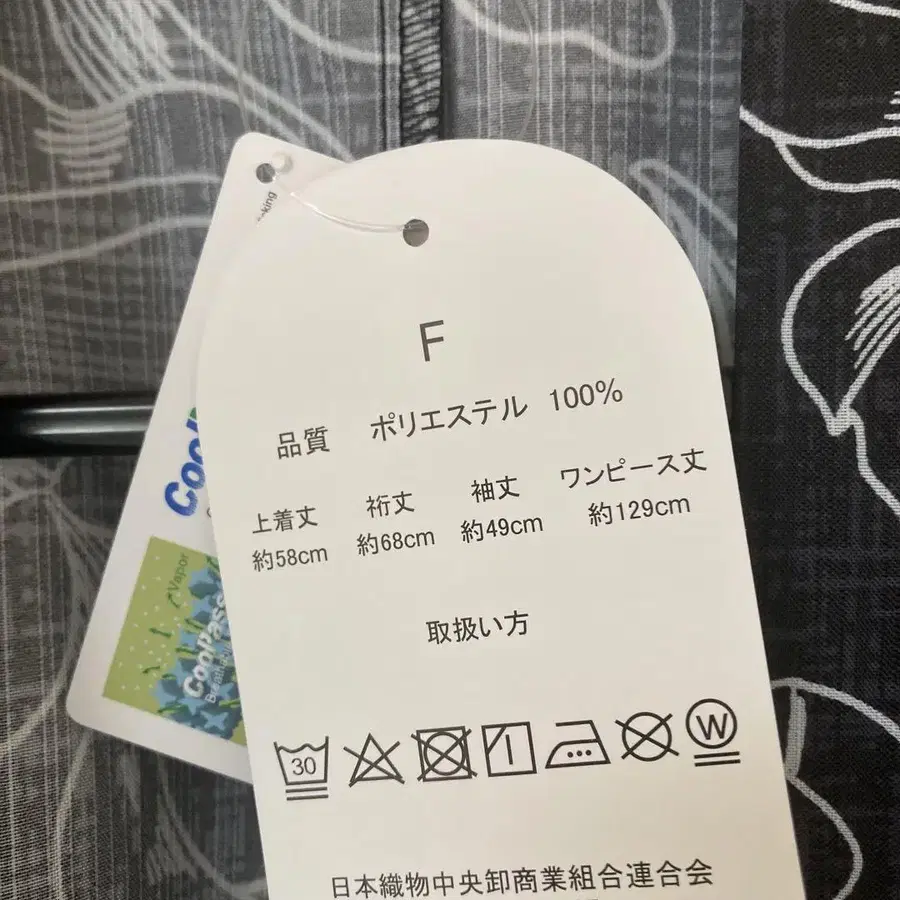 F
品質 ポリエステル 100%
上着丈 裄丈 袖丈 ワンピース丈
約58cm 約68cm 約49cm 約129cm
取扱い方
30
W
日本織物中央卸商業組合連合会
Vapor
CoolPass